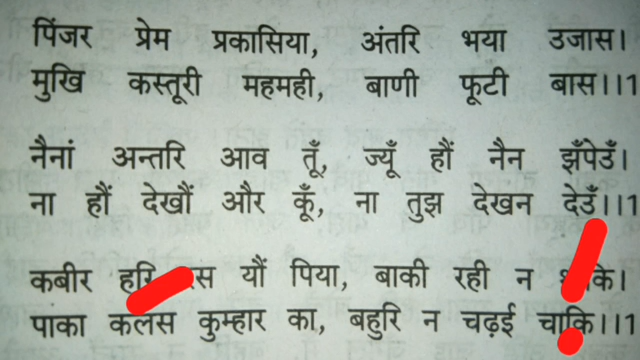 पिंजर प्रेम प्रकासिया, अंतरि भया उजास।
मुखि कस्तूरी महमही, बाणी फूटी बास।।1
नैनां अन्तरि आव तूँ, ज्यूँ हौं नैन झँपेउँ।
ना हौं देखौं और कूँ, ना तुझ देखन देउँ।।1
कबीर यौं पिया, बाकी रही न
पाका कलस कुम्हार का, बहुरि न चढ़ई चाकि।।1